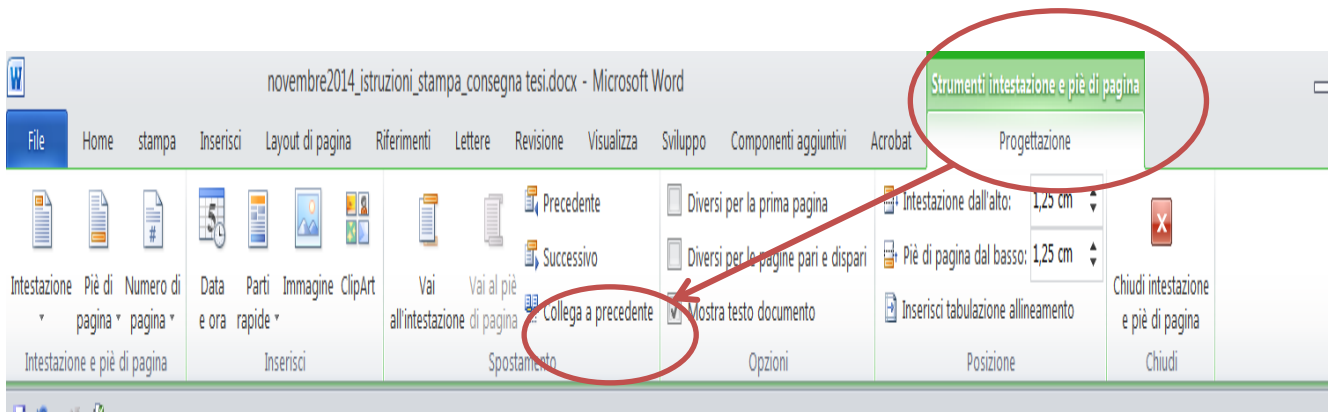 novembre2014_istruzioni_stampa_consegna tesi.docx - Microsoft Word
Strumenti intestazione e piè di pagina
File Home stampa Inserisci Layout di pagina Riferimenti Lettere Revisione Visualizza Sviluppo Componenti aggiuntivi Acrobat Progettazione
Intestazione
Piè di
pagina
Numero di
pagina
Intestazione e piè di pagina
Data
e ora
Parti
rapide
Immagine
ClipArt
Inserisci
Vai
all'intestazione
Vai al piè
di pagina
Precedente
Successivo
Collega a precedente
Spostamento
Diversi per la prima pagina
Diversi per le pagine pari e dispari
Mostra testo documento
Opzioni
Intestazione dall'alto: 1,25 cm
Piè di pagina dal basso: 1,25 cm
Inserisci tabulazione allineamento
Posizione
Chiudi intestazione
e piè di pagina
Chiudi